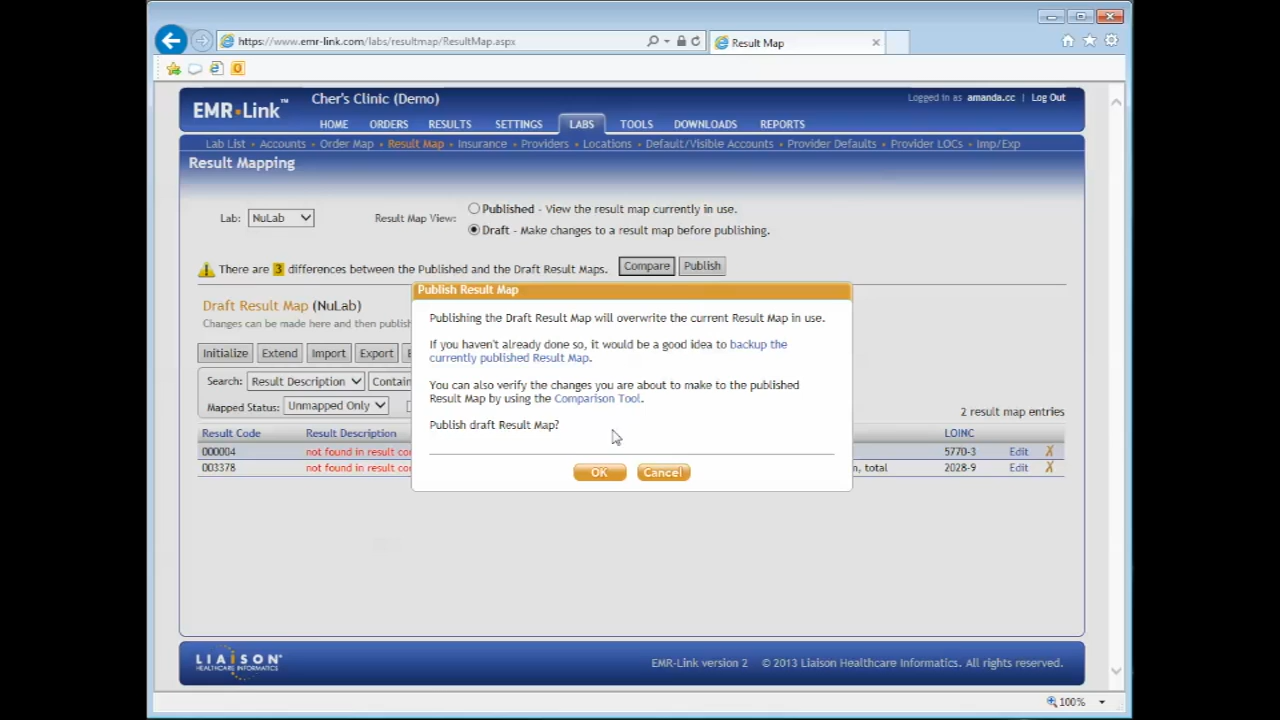 https://www.emr-link.com/labs/resultmap/ResultMap.aspx
Result Map
EMR•Link™
Cher's Clinic (Demo)
Logged in as amanda.cc | Log Out
HOME ORDERS RESULTS SETTINGS LABS TOOLS DOWNLOADS REPORTS
Lab List • Accounts • Order Map • Result Map • Insurance • Providers • Locations • Default/Visible Accounts • Provider Defaults • Provider LOCs • Imp/Exp
Result Mapping
Lab: NuLab
Result Map View:
Published - View the result map currently in use.
Draft - Make changes to a result map before publishing.
There are 3 differences between the Published and the Draft Result Maps. Compare Publish
Publish Result Map
Publishing the Draft Result Map will overwrite the current Result Map in use.
If you haven't already done so, it would be a good idea to backup the
currently published Result Map.
You can also verify the changes you are about to make to the published
Result Map by using the Comparison Tool.
Publish draft Result Map?
OK Cancel
Draft Result Map (NuLab)
Changes can be made here and then publish
Initialize Extend Import Export
Search: Result Description Contain
Mapped Status: Unmapped Only
2 result map entries
Result Code Result Description LOINC
000004 not found in result co 5770-3 Edit X
003378 not found in result co n, total 2028-9 Edit X
LIAISON
HEALTHCARE INFORMATICS
EMR-Link version 2 © 2013 Liaison Healthcare Informatics. All rights reserved.
100%